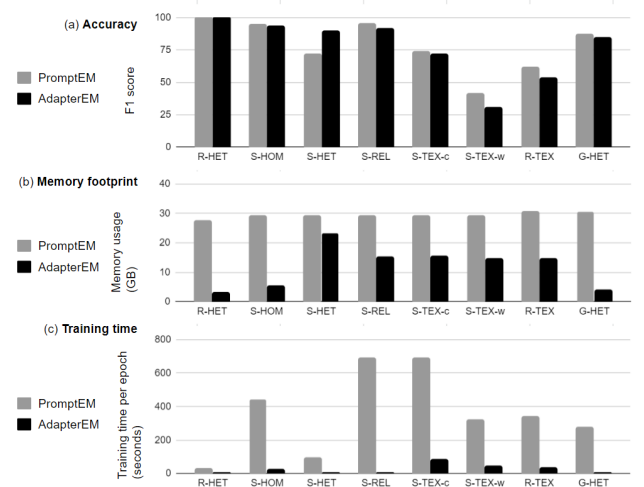 (a) Accuracy
PromptEM
AdapterEM
F1 score
100
75
50
25
0
R-HET S-HOM S-HET S-REL S-TEX-c S-TEX-w R-TEX G-HET
(b) Memory footprint
PromptEM
AdapterEM
Memory usage
(GB)
40
30
20
10
0
R-HET S-HOM S-HET S-REL S-TEX-c S-TEX-w R-TEX G-HET
(c) Training time
PromptEM
AdapterEM
Training time per epoch
(seconds)
800
600
400
200
0
R-HET S-HOM S-HET S-REL S-TEX-c S-TEX-w R-TEX G-HET